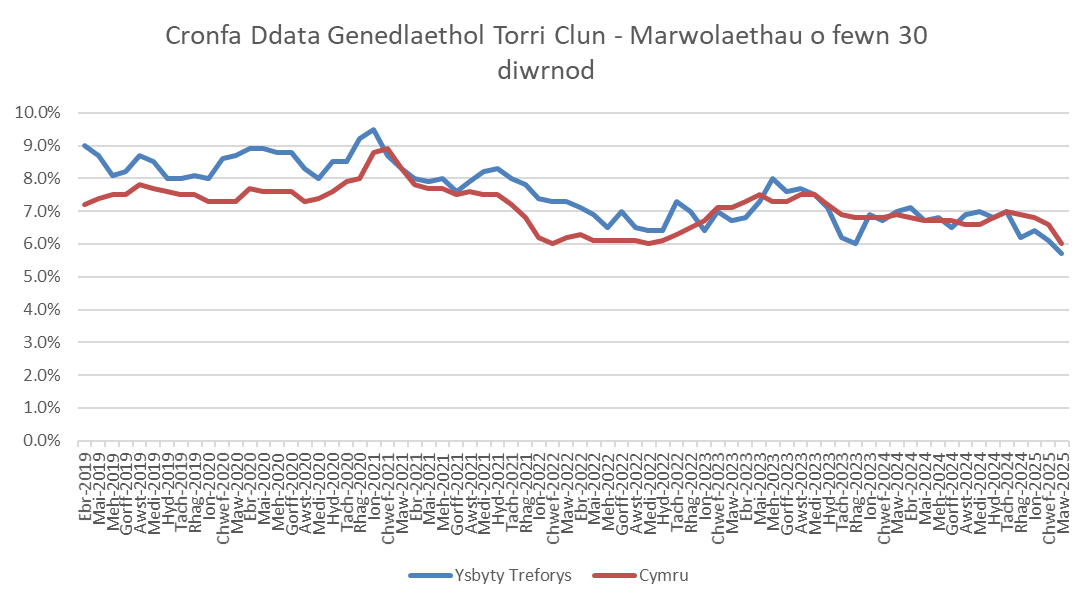 Cronfa Ddata Genedlaethol Torri Clun - Marwolaethau o fewn 30
diwrnod
10.0%
9.0%
8.0%
7.0%
6.0%
5.0%
4.0%
3.0%
2.0%
1.0%
0.0%
Ebr-2019
Mai-2019
Meh-2019
Gorff-2019
Awst-2019
Medi-2019
Hyd-2019
Tach-2019
Rhag-2019
Ion-2020
Chwef-2020
Maw-2020
Ebr-2020
Mai-2020
Meh-2020
Gorff-2020
Awst-2020
Medi-2020
Hyd-2020
Tach-2020
Rhag-2020
Ion-2021
Chwef-2021
Maw-2021
Ebr-2021
Mai-2021
Meh-2021
Gorff-2021
Awst-2021
Medi-2021
Hyd-2021
Tach-2021
Rhag-2021
Ion-2022
Chwef-2022
Maw-2022
Ebr-2022
Mai-2022
Meh-2022
Gorff-2022
Awst-2022
Medi-2022
Hyd-2022
Tach-2022
Rhag-2022
Ion-2023
Chwef-2023
Maw-2023
Ebr-2023
Mai-2023
Meh-2023
Gorff-2023
Awst-2023
Medi-2023
Hyd-2023
Tach-2023
Rhag-2023
Ion-2023
Chwef-2024
Maw-2024
Ebr-2024
Mai-2024
Meh-2024
Gorff-2024
Awst-2024
Medi-2024
Hyd-2024
Tach-2024
Rhag-2024
Ion-2025
Chwef-2025
Maw-2025
Ysbyty Treforys
Cymru